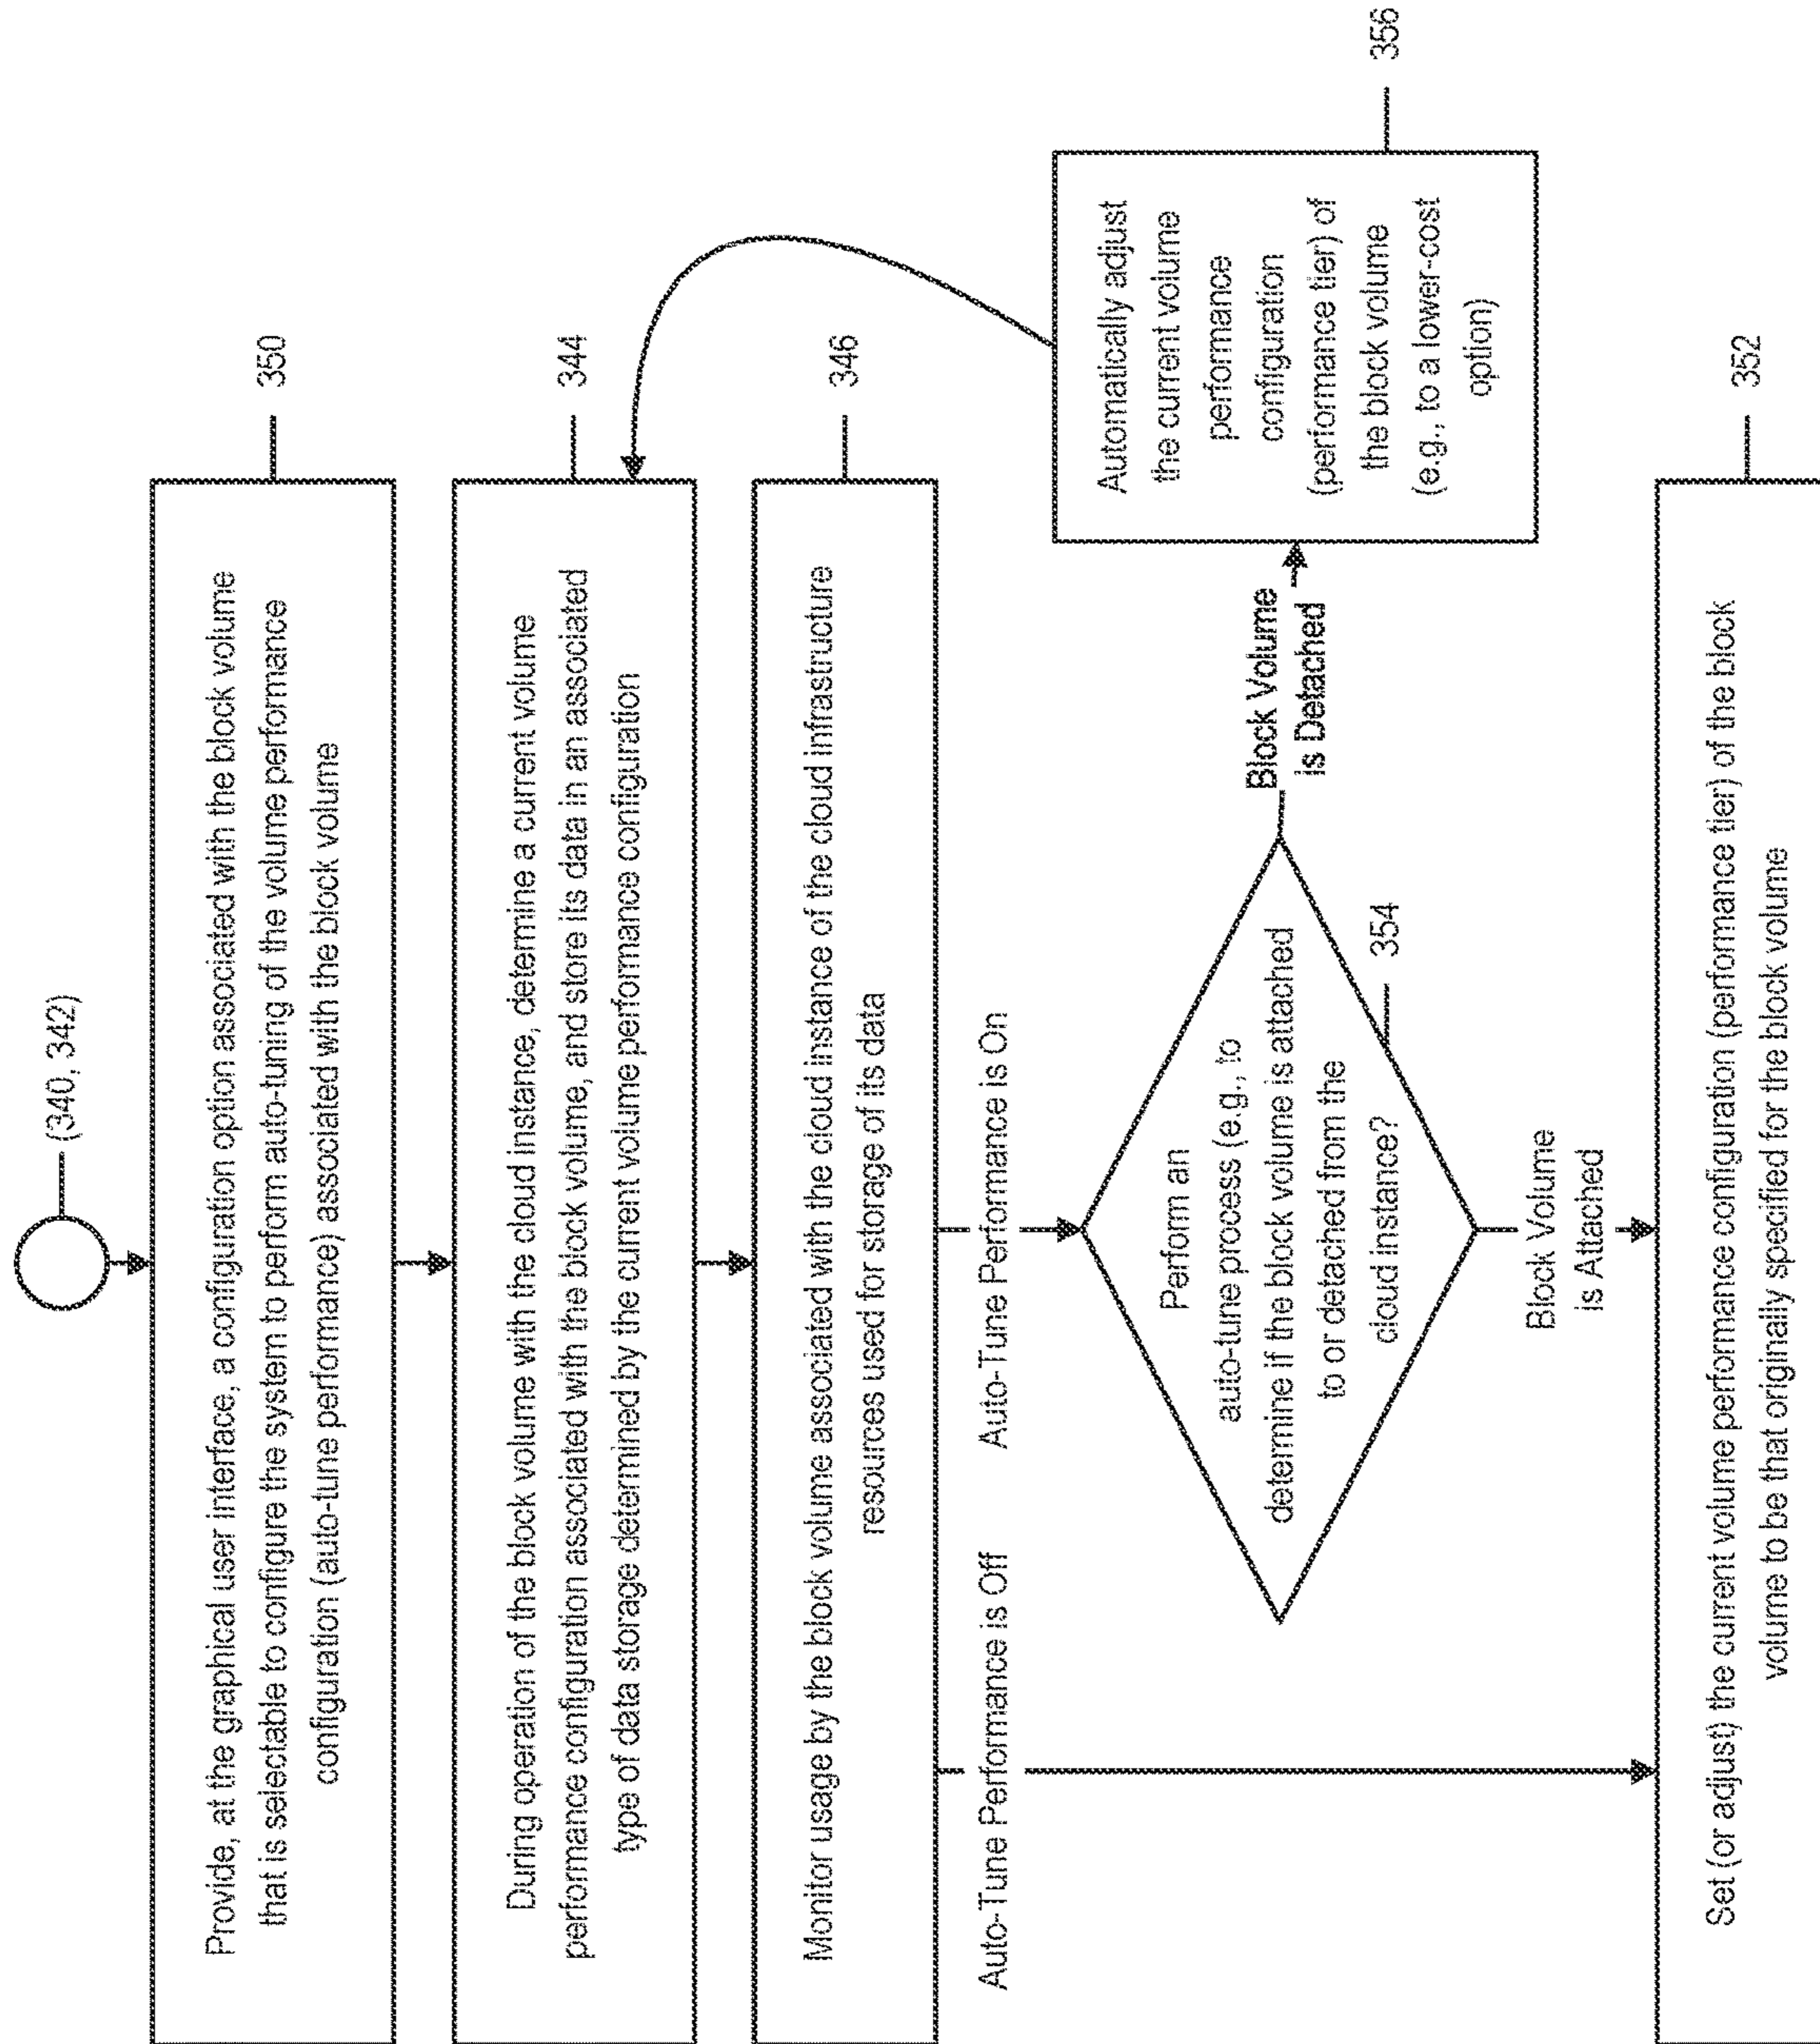 (340, 342)
Provide, at the graphical user interface, a configuration option associated with the block volume
that is selectable to configure the system to perform auto-tuning of the volume performance
configuration (auto-tune performance) associated with the block volume
350
During operation of the block volume with the cloud instance, determine a current volume
performance configuration associated with the block volume, and store its data in an associated
type of data storage determined by the current volume performance configuration
344
Monitor usage by the block volume associated with the cloud instance of the cloud infrastructure
resources used for storage of its data
346
Auto-Tune Performance is Off
Auto-Tune Performance is On
Perform an
auto-tune process (e.g., to
determine if the block volume is attached
to or detached from the
cloud instance?
354
Block Volume
is Detached
Automatically adjust
the current volume
performance
configuration
(performance tier) of
the block volume
(e.g., to a lower-cost
option)
356
Block Volume
is Attached
Set (or adjust) the current volume performance configuration (performance tier) of the block
volume to be that originally specified for the block volume
352